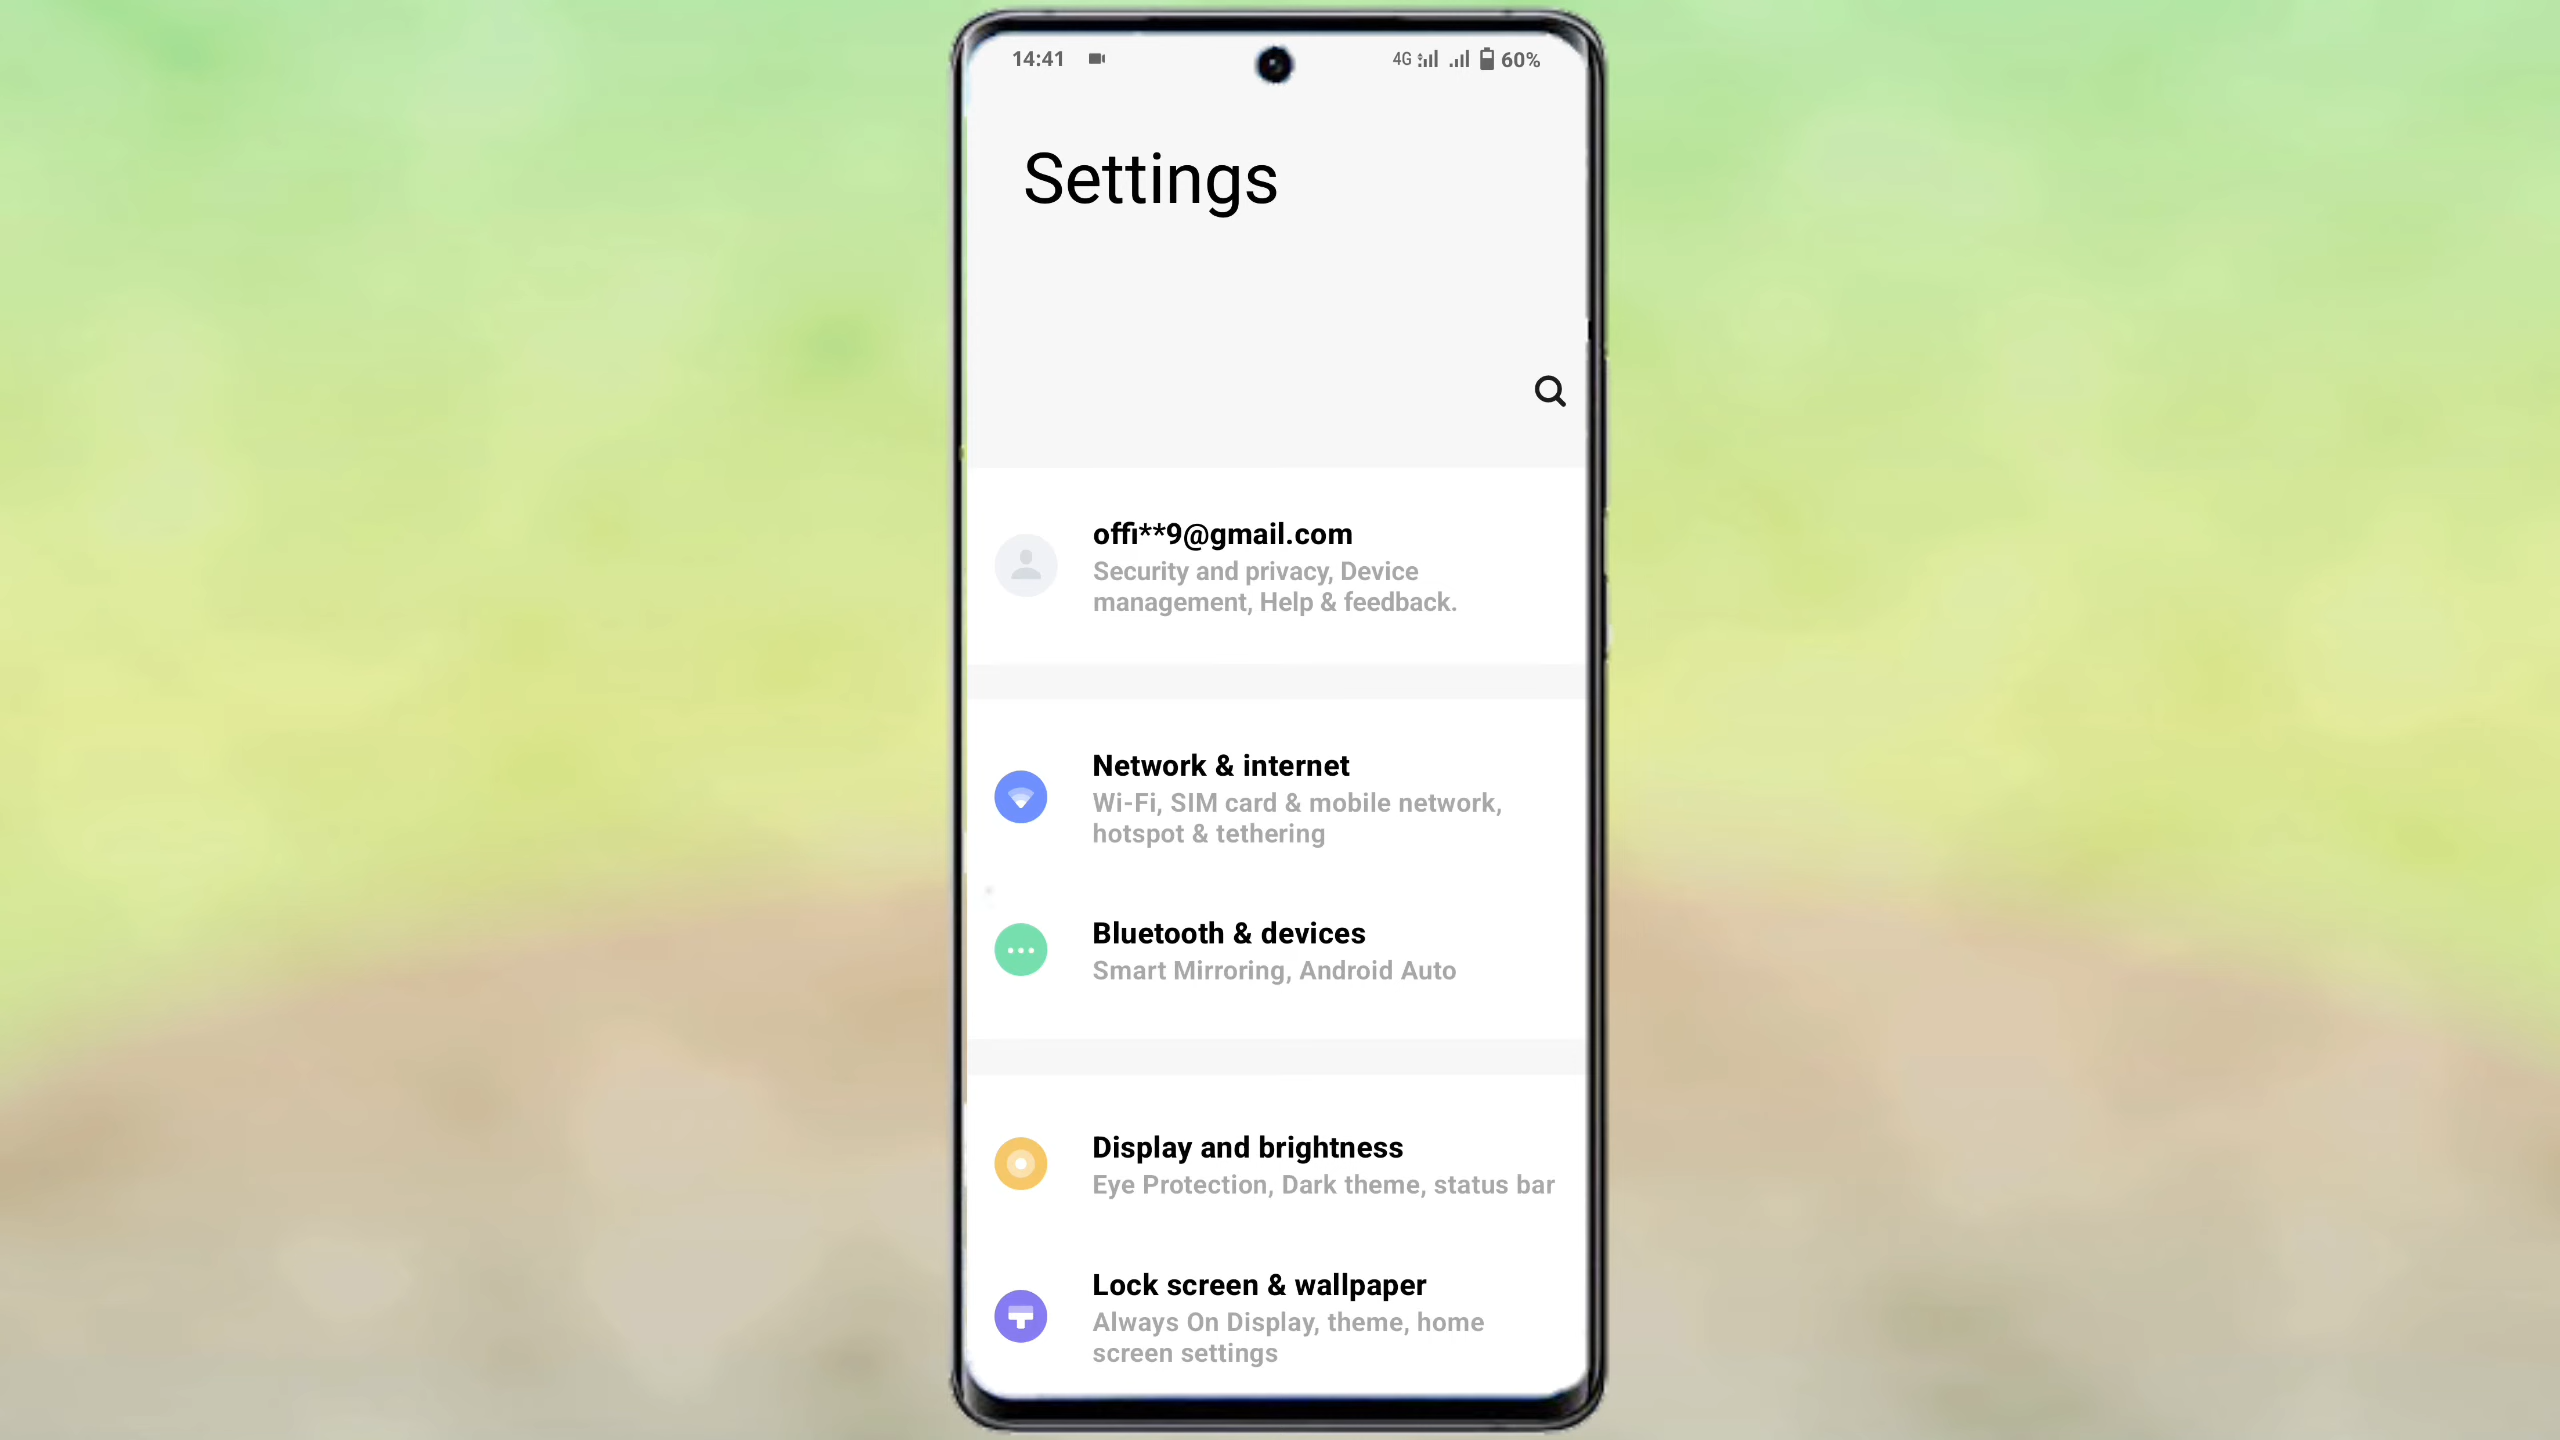 14:41 4G 60%
Settings
offi**9@gmail.com
Security and privacy, Device
management, Help & feedback.
Network & internet
Wi-Fi, SIM card & mobile network,
hotspot & tethering
Bluetooth & devices
Smart Mirroring, Android Auto
Display and brightness
Eye Protection, Dark theme, status bar
Lock screen & wallpaper
Always On Display, theme, home
screen settings